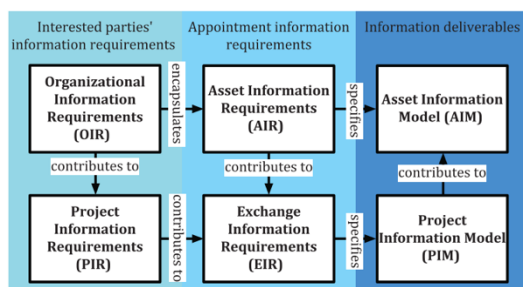 Interested parties'
information requirements
Appointment information
requirements
Information deliverables
Organizational
Information
Requirements
(OIR)
encapsulates
Asset Information
Requirements
(AIR)
specifies
Asset Information
Model (AIM)
contributes to
contributes to
contributes to
Project
Information
Requirements
(PIR)
contributes to
Exchange
Information
Requirements
(EIR)
specifies
Project
Information Model
(PIM)